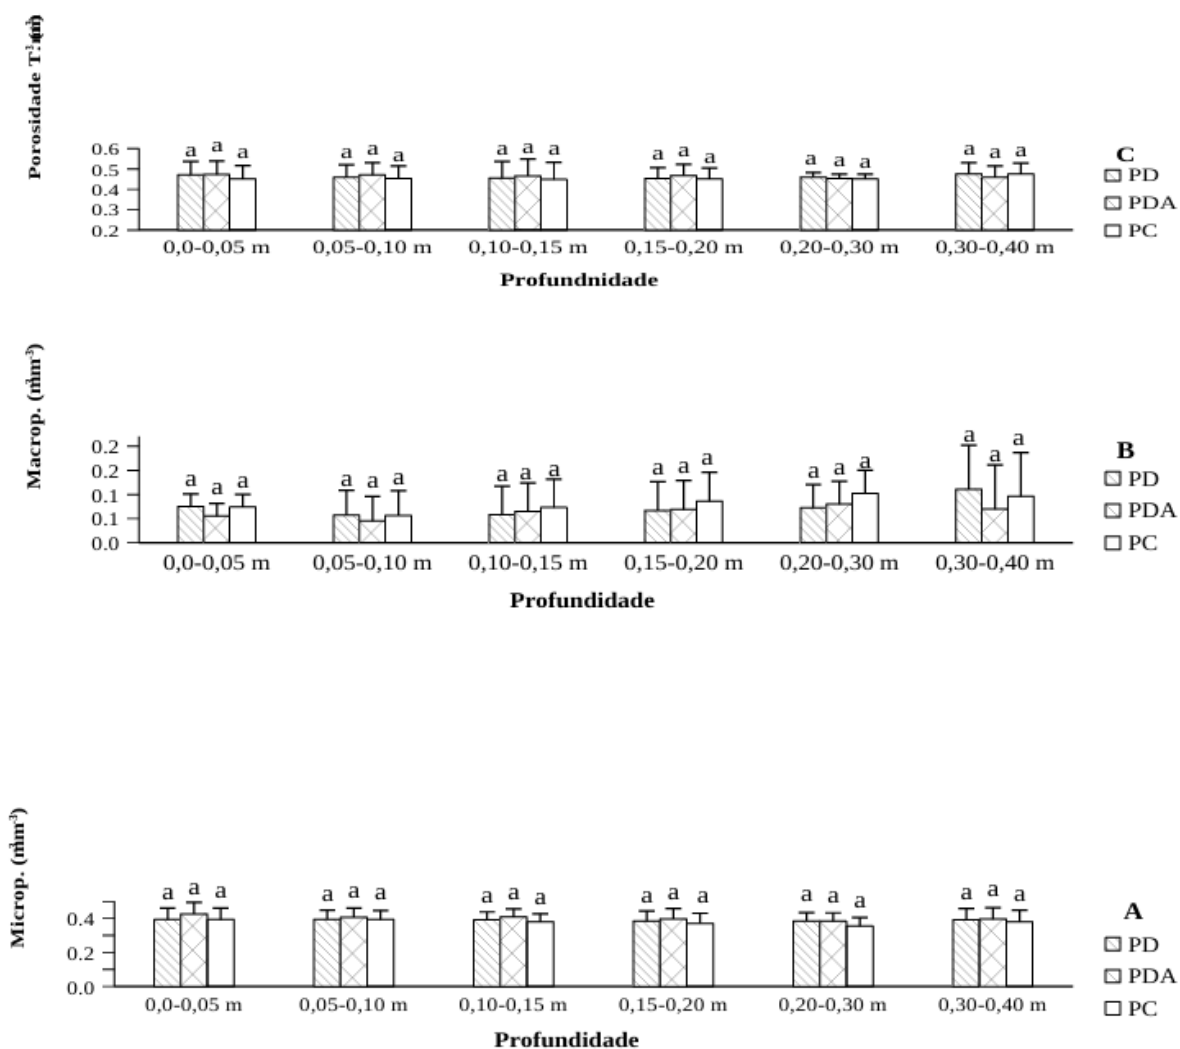 Porosidade T.
a a a a a a a a a a a a a a a a a a
0.6
0.5
0.4
0.3
0.2
C
PD
PDA
PC
0,0-0,05 m 0,05-0,10 m 0,10-0,15 m 0,15-0,20 m 0,20-0,30 m 0,30-0,40 m
Profundnidade
Macrop.
a a a a a a a a a a a a a a a a a a
0.2
0.2
0.1
0.1
0.0
B
PD
PDA
PC
0,0-0,05 m 0,05-0,10 m 0,10-0,15 m 0,15-0,20 m 0,20-0,30 m 0,30-0,40 m
Profundidade
Microp.
a a a a a a a a a a a a a a a a a a
0.4
0.2
0.0
A
PD
PDA
PC
0,0-0,05 m 0,05-0,10 m 0,10-0,15 m 0,15-0,20 m 0,20-0,30 m 0,30-0,40 m
Profundidade